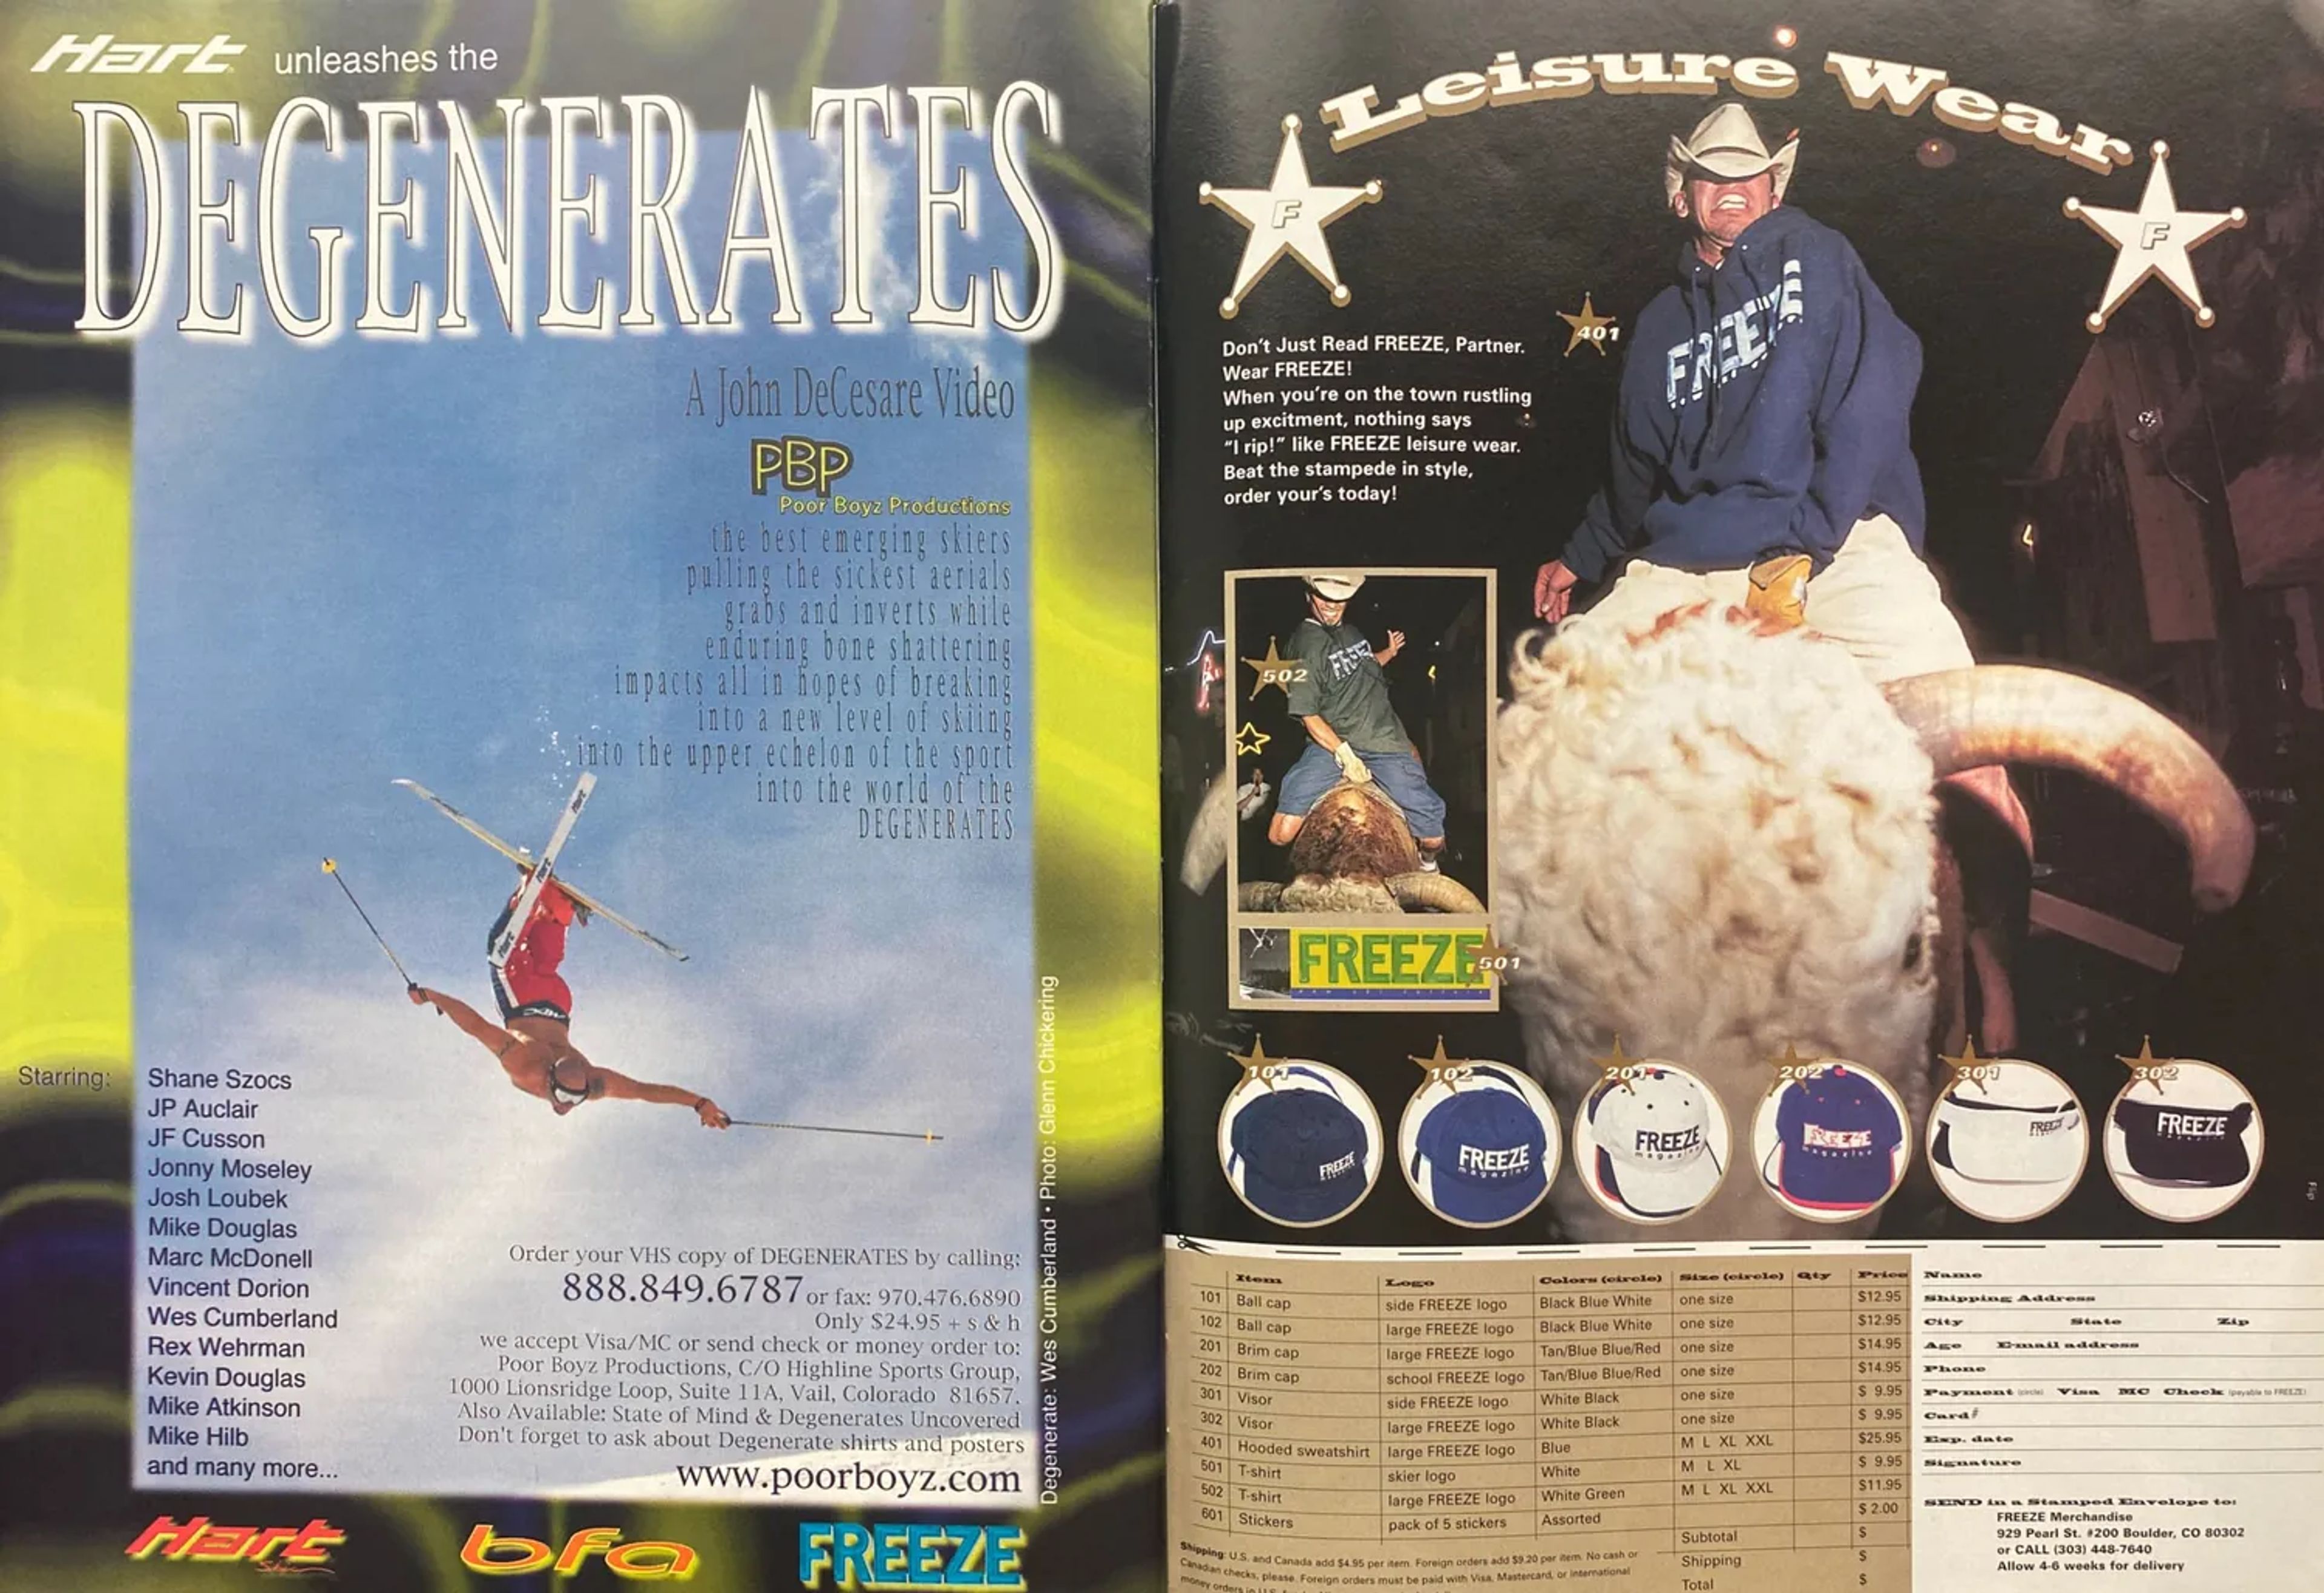 Hart unleashes the
DEGENERATES
A John DeCesare Video
PBP
Poor Boyz Productions
the best emerging skiers
pulling the sickest aerials
grabs and inverts while
enduring bone shattering
impacts all in hopes of breaking
into a new level of skiing
into the upper echelon of the sport
into the world of the
DEGENERATES
Hart
Hart
Hart
Starring:
Shane Szocs
JP Auclair
JF Cusson
Jonny Moseley
Josh Loubek
Mike Douglas
Marc McDonell
Vincent Dorion
Wes Cumberland
Rex Wehrman
Kevin Douglas
Mike Atkinson
Mike Hilb
and many more...
Order your VHS copy of DEGENERATES by calling:
888.849.6787 or fax: 970.476.6890
Only $24.95 + s & h
we accept Visa/MC or send check or money order to:
Poor Boyz Productions, C/O Highline Sports Group,
1000 Lionsridge Loop, Suite 11A, Vail, Colorado 81657.
Also Available: State of Mind & Degenerates Uncovered
Don't forget to ask about Degenerate shirts and posters
www.poorboyz.com
Degenerate: Wes Cumberland • Photo: Glenn Chickering
Hart
bfa
FREEZE
Leisure Wear
F
F
FREEZE
401
Don't Just Read FREEZE, Partner.
Wear FREEZE!
When you're on the town rustling
up excitment, nothing says
"I rip!" like FREEZE leisure wear.
Beat the stampede in style,
order your's today!
502
FREEZE
FREEZE
501
101 102 201 202 301 302
FREEZE
FREEZE
magazine
FREEZE
magazine
FREEZE
magazine
FREEZE
FREEZE
Flip
Item Logo Colors (circle) Size (circle) Qty Price
101 Ball cap side FREEZE logo Black Blue White one size $12.95
102 Ball cap large FREEZE logo Black Blue White one size $12.95
201 Brim cap large FREEZE logo Tan/Blue Blue/Red one size $14.95
202 Brim cap school FREEZE logo Tan/Blue Blue/Red one size $14.95
301 Visor side FREEZE logo White Black one size $ 9.95
302 Visor large FREEZE logo White Black one size $ 9.95
401 Hooded sweatshirt large FREEZE logo Blue M L XL XXL $25.95
501 T-shirt skier logo White M L XL $ 9.95
502 T-shirt large FREEZE logo White Green M L XL XXL $11.95
601 Stickers pack of 5 stickers Assorted $ 2.00
Subtotal $
Shipping $
Total $
Shipping: U.S. and Canada add $4.95 per item. Foreign orders add $9.20 per item. No cash or
Canadian checks, please. Foreign orders must be paid with Visa, Mastercard, or international
money orders in U.S.
Name
Shipping Address
City State Zip
Age E-mail address
Phone
Payment (circle) Visa MC Check (payable to FREEZE)
Card#
Exp. date
Signature
SEND in a Stamped Envelope to:
FREEZE Merchandise
929 Pearl St. #200 Boulder, CO 80302
or CALL (303) 448-7640
Allow 4-6 weeks for delivery